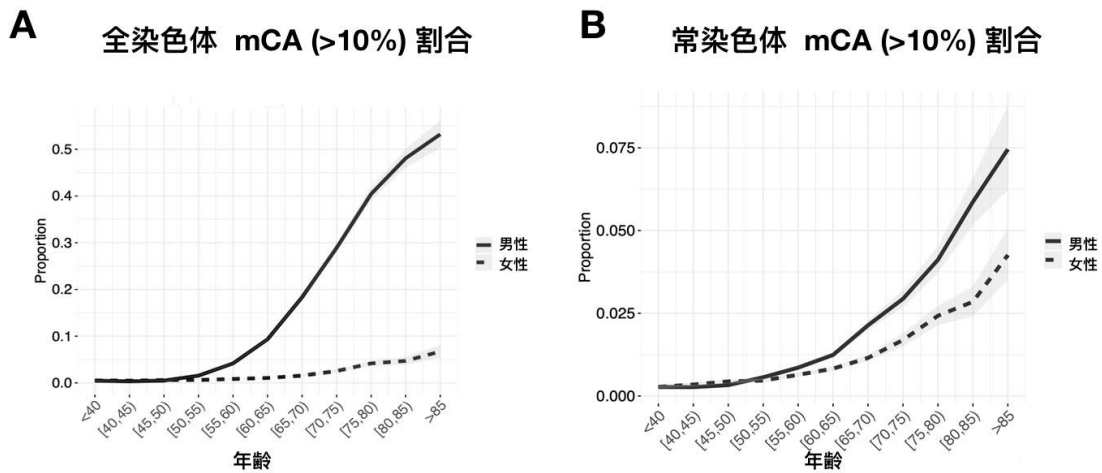 A
全染色体 mCA (>10%) 割合
Proportion
0.5
0.4
0.3
0.2
0.1
0.0
<40
[40,45)
[45,50)
[50,55)
[55,60)
[60,65)
[65,70)
[70,75)
[75,80)
[80,85)
>85
年齢
男性
女性
B
常染色体 mCA (>10%) 割合
Proportion
0.075
0.050
0.025
0.000
<40
[40,45)
[45,50)
[50,55)
[55,60)
[60,65)
[65,70)
[70,75)
[75,80)
[80,85)
>85
年齢
男性
女性